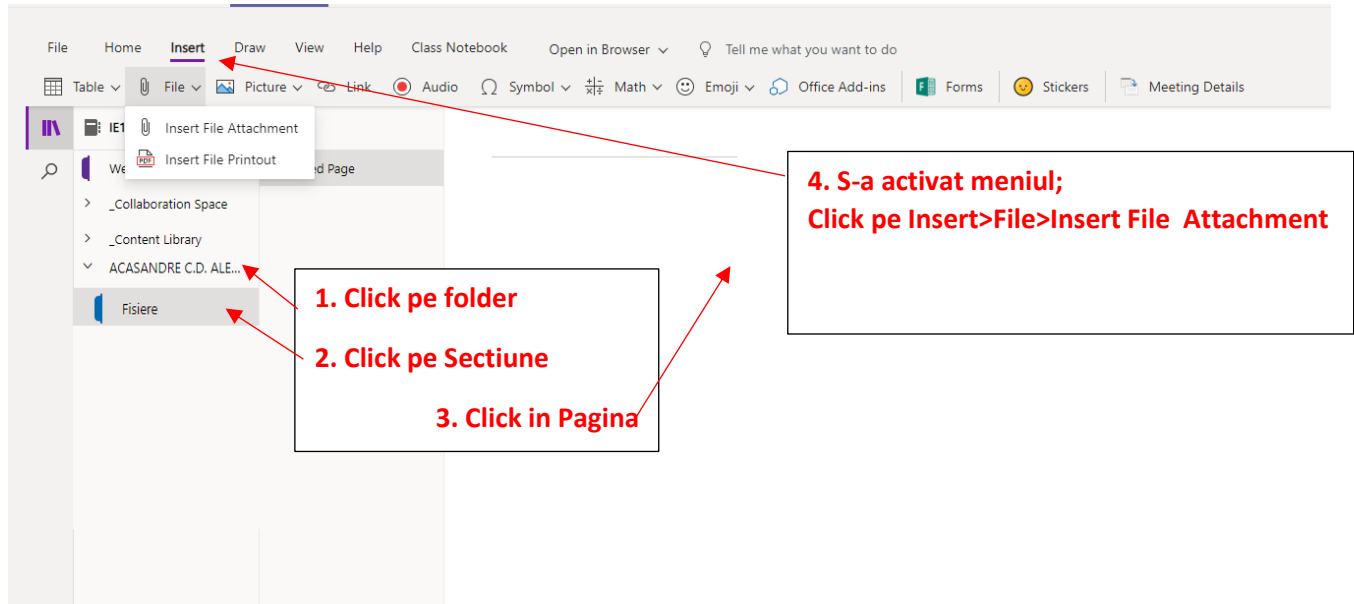 File Home Insert Draw View Help Class Notebook Open in Browser Tell me what you want to do
Table File Picture Link Audio Symbol Math Emoji Office Add-ins Forms Stickers Meeting Details
IE1
Insert File Attachment
PDF Insert File Printout
We
ed Page
_Collaboration Space
_Content Library
ACASANDRE C.D. ALE...
Fisiere
1. Click pe folder
2. Click pe Sectiune
3. Click in Pagina
4. S-a activat meniul;
Click pe Insert>File>Insert File Attachment